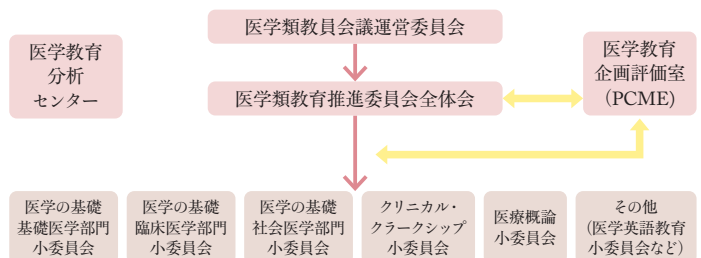 医学類教員会議運営委員会
医学教育
分析
センター
医学教育
企画評価室
（PCME）
医学類教育推進委員会全体会
医学の基礎
基礎医学部門
小委員会
医学の基礎
臨床医学部門
小委員会
医学の基礎
社会医学部門
小委員会
クリニカル・
クラークシップ
小委員会
医療概論
小委員会
その他
（医学英語教育
小委員会など）